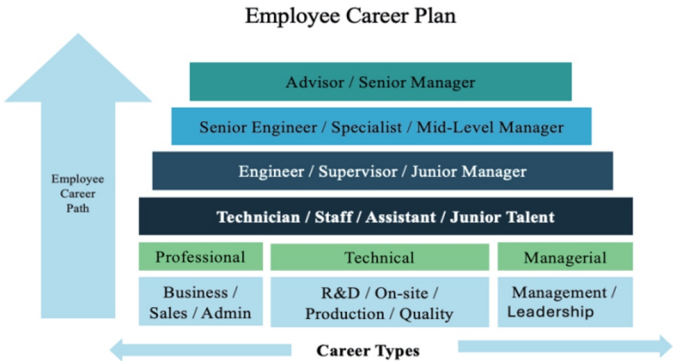 Employee Career Plan
Advisor / Senior Manager
Senior Engineer / Specialist / Mid-Level Manager
Engineer / Supervisor / Junior Manager
Technician / Staff / Assistant / Junior Talent
Employee
Career
Path
Professional
Technical
Managerial
Business /
Sales / Admin
R&D / On-site /
Production / Quality
Management /
Leadership
Career Types